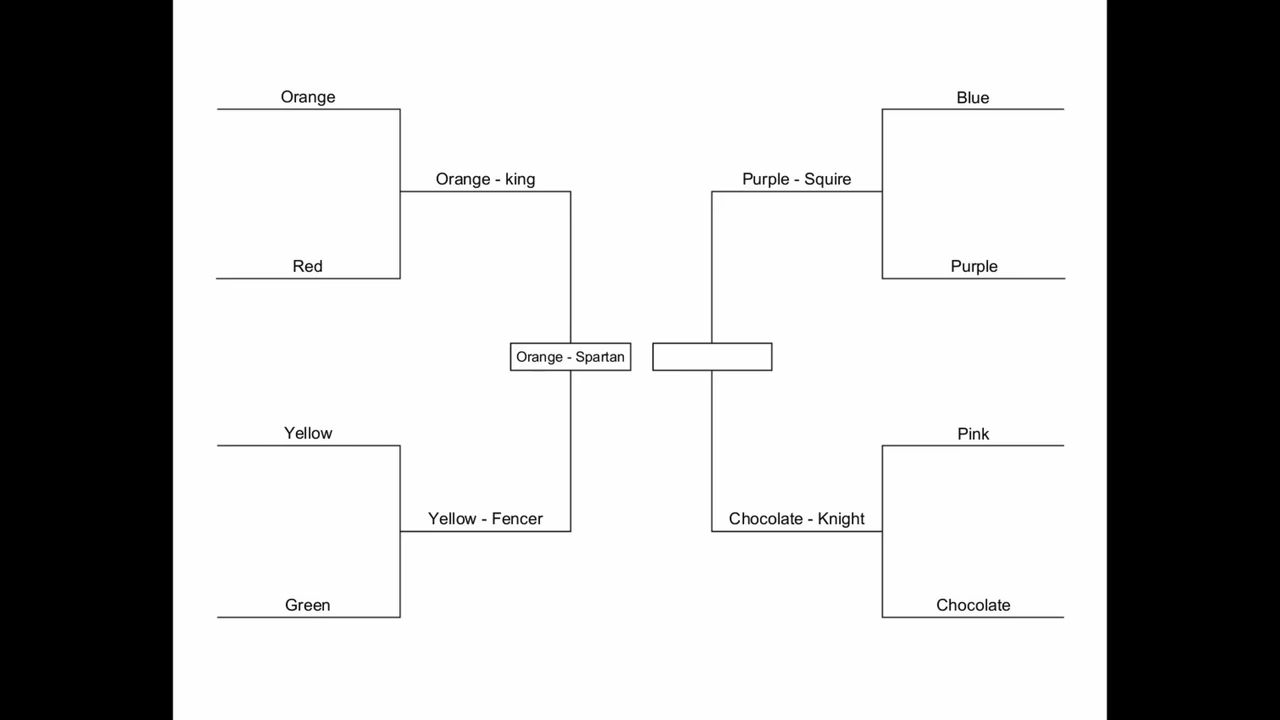 Orange
Blue
Orange - king
Purple - Squire
Red
Purple
Orange - Spartan
Yellow
Pink
Yellow - Fencer
Chocolate - Knight
Green
Chocolate